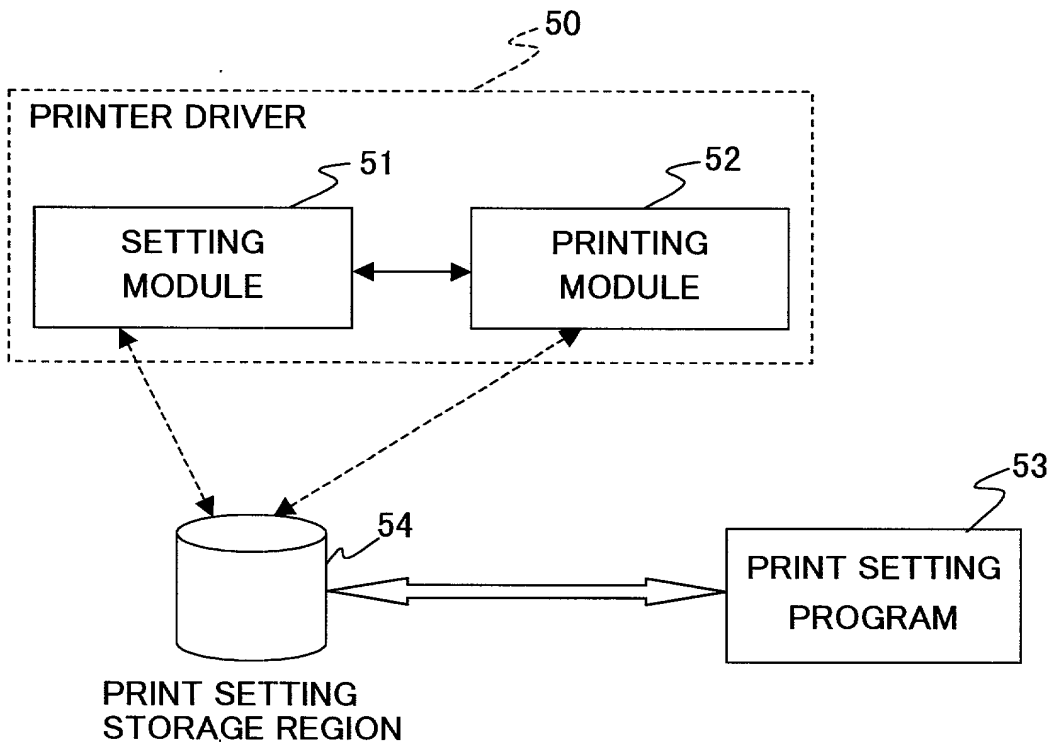 50
PRINTER DRIVER
51
52
SETTING
MODULE
PRINTING
MODULE
53
54
PRINT SETTING
PROGRAM
PRINT SETTING
STORAGE REGION